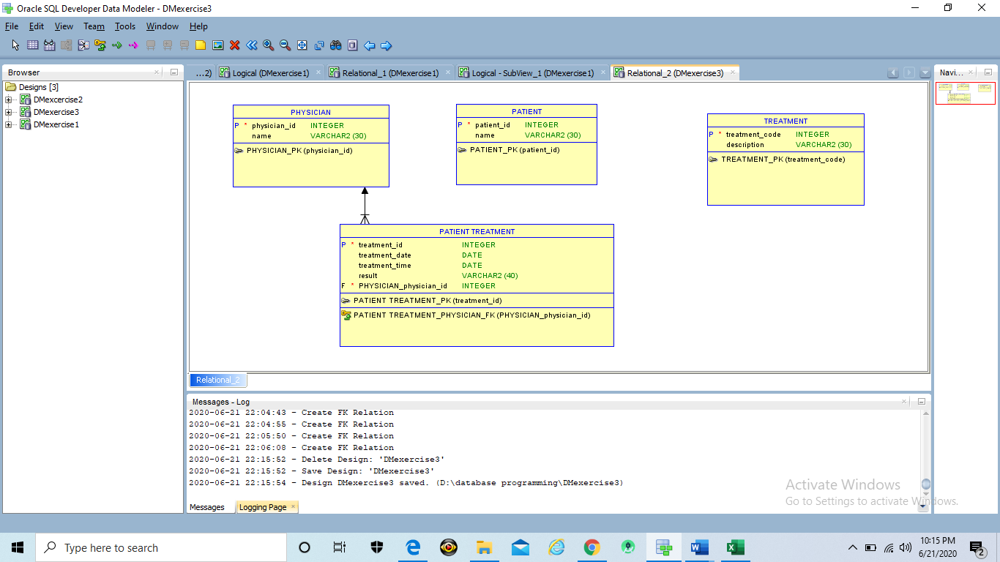 Oracle SQL Developer Data Modeler - DMexercise3
File Edit View Team Tools Window Help
Browser
Designs [3]
DMexcercise2
DMexercise3
DMexercise1
...2) Logical (DMexercise1) Relational_1 (DMexercise1) Logical - SubView_1 (DMexercise1) Relational_2 (DMexercise3)
Navi...
PHYSICIAN
P * physician_id INTEGER
name VARCHAR2 (30)
PHYSICIAN_PK (physician_id)
PATIENT
P * patient_id INTEGER
name VARCHAR2 (30)
PATIENT_PK (patient_id)
TREATMENT
P * treatment_code INTEGER
description VARCHAR2 (30)
TREATMENT_PK (treatment_code)
PATIENT TREATMENT
P * treatment_id INTEGER
treatment_date DATE
treatment_time DATE
result VARCHAR2 (40)
F * PHYSICIAN_physician_id INTEGER
PATIENT TREATMENT_PK (treatment_id)
PATIENT TREATMENT_PHYSICIAN_FK (PHYSICIAN_physician_id)
Relational_2
Messages - Log
2020-06-21 22:04:43 - Create FK Relation
2020-06-21 22:04:55 - Create FK Relation
2020-06-21 22:05:50 - Create FK Relation
2020-06-21 22:06:08 - Create FK Relation
2020-06-21 22:15:52 - Delete Design: 'DMexercise3'
2020-06-21 22:15:52 - Save Design: 'DMexercise3'
2020-06-21 22:15:54 - Design DMexercise3 saved. (D:\database programming\DMexercise3)
Messages Logging Page
Activate Windows
Go to Settings to activate Windows.
Type here to search
10:15 PM
6/21/2020
2